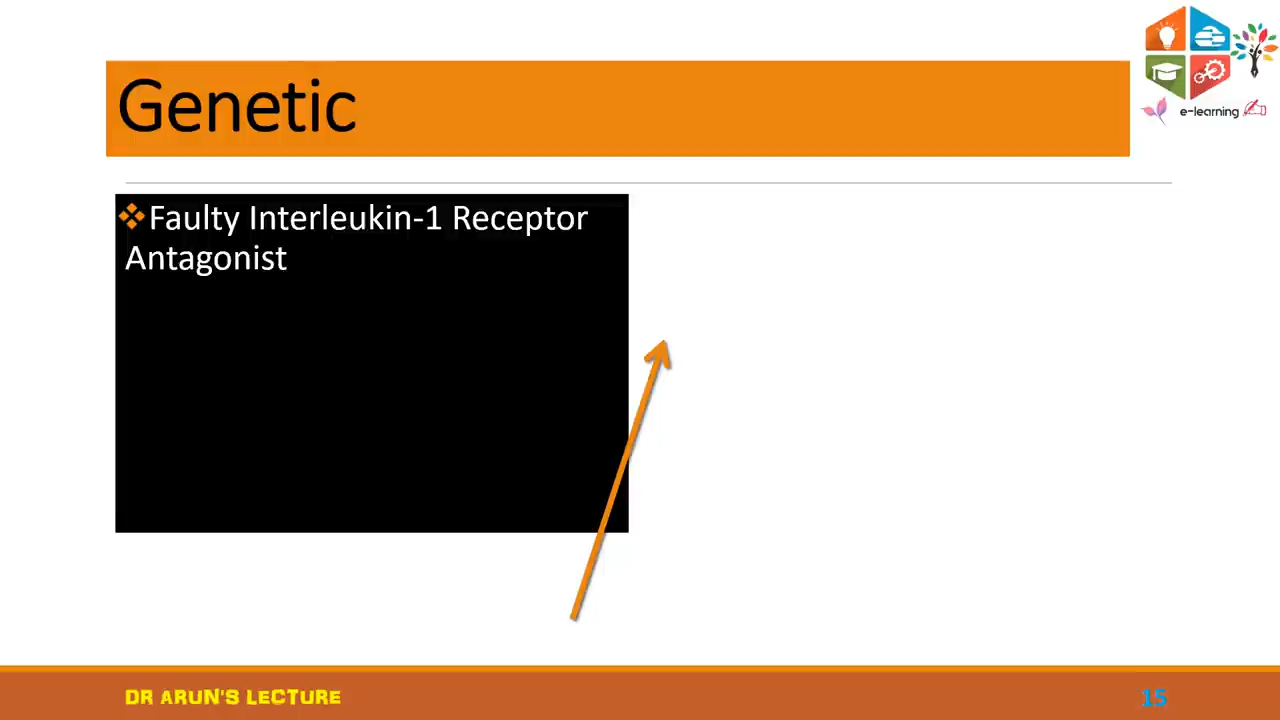 Genetic
e-learning
❖Faulty Interleukin-1 Receptor
Antagonist
DR ARUN'S LECTURE
15